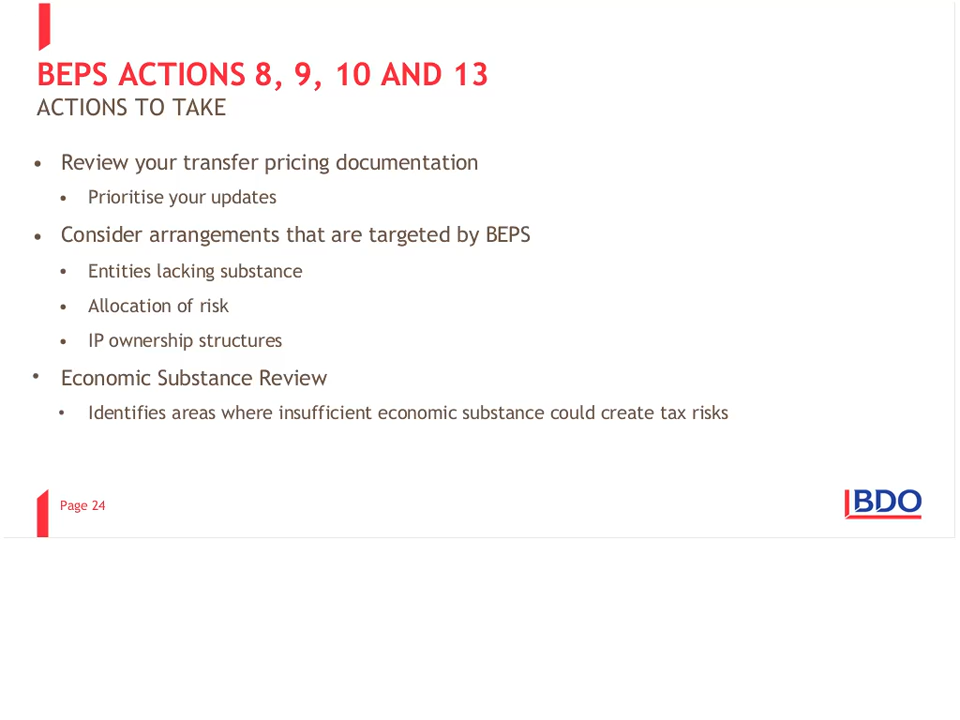 BEPS ACTIONS 8, 9, 10 AND 13
ACTIONS TO TAKE
• Review your transfer pricing documentation
• Prioritise your updates
• Consider arrangements that are targeted by BEPS
• Entities lacking substance
• Allocation of risk
• IP ownership structures
• Economic Substance Review
• Identifies areas where insufficient economic substance could create tax risks
Page 24
BDO